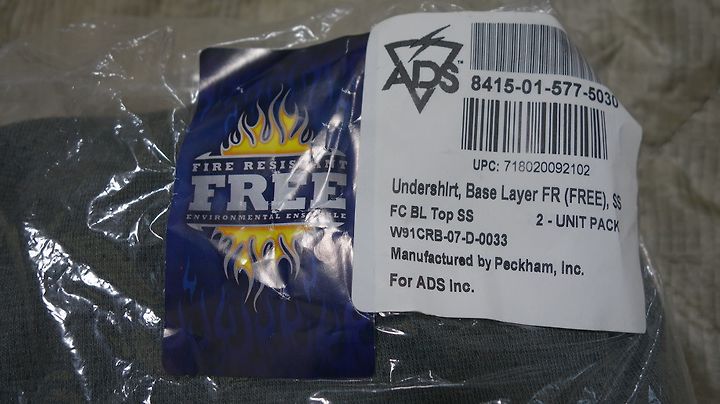 FIRE RESISTANT
FREE
ENVIRONMENTAL ENSEMBLE
ADS™
8415-01-577-5030
UPC: 718020092102
Undershirt, Base Layer FR (FREE), SS
FC BL Top SS
2 - UNIT PACK
W91CRB-07-D-0033
Manufactured by Peckham, Inc.
For ADS Inc.